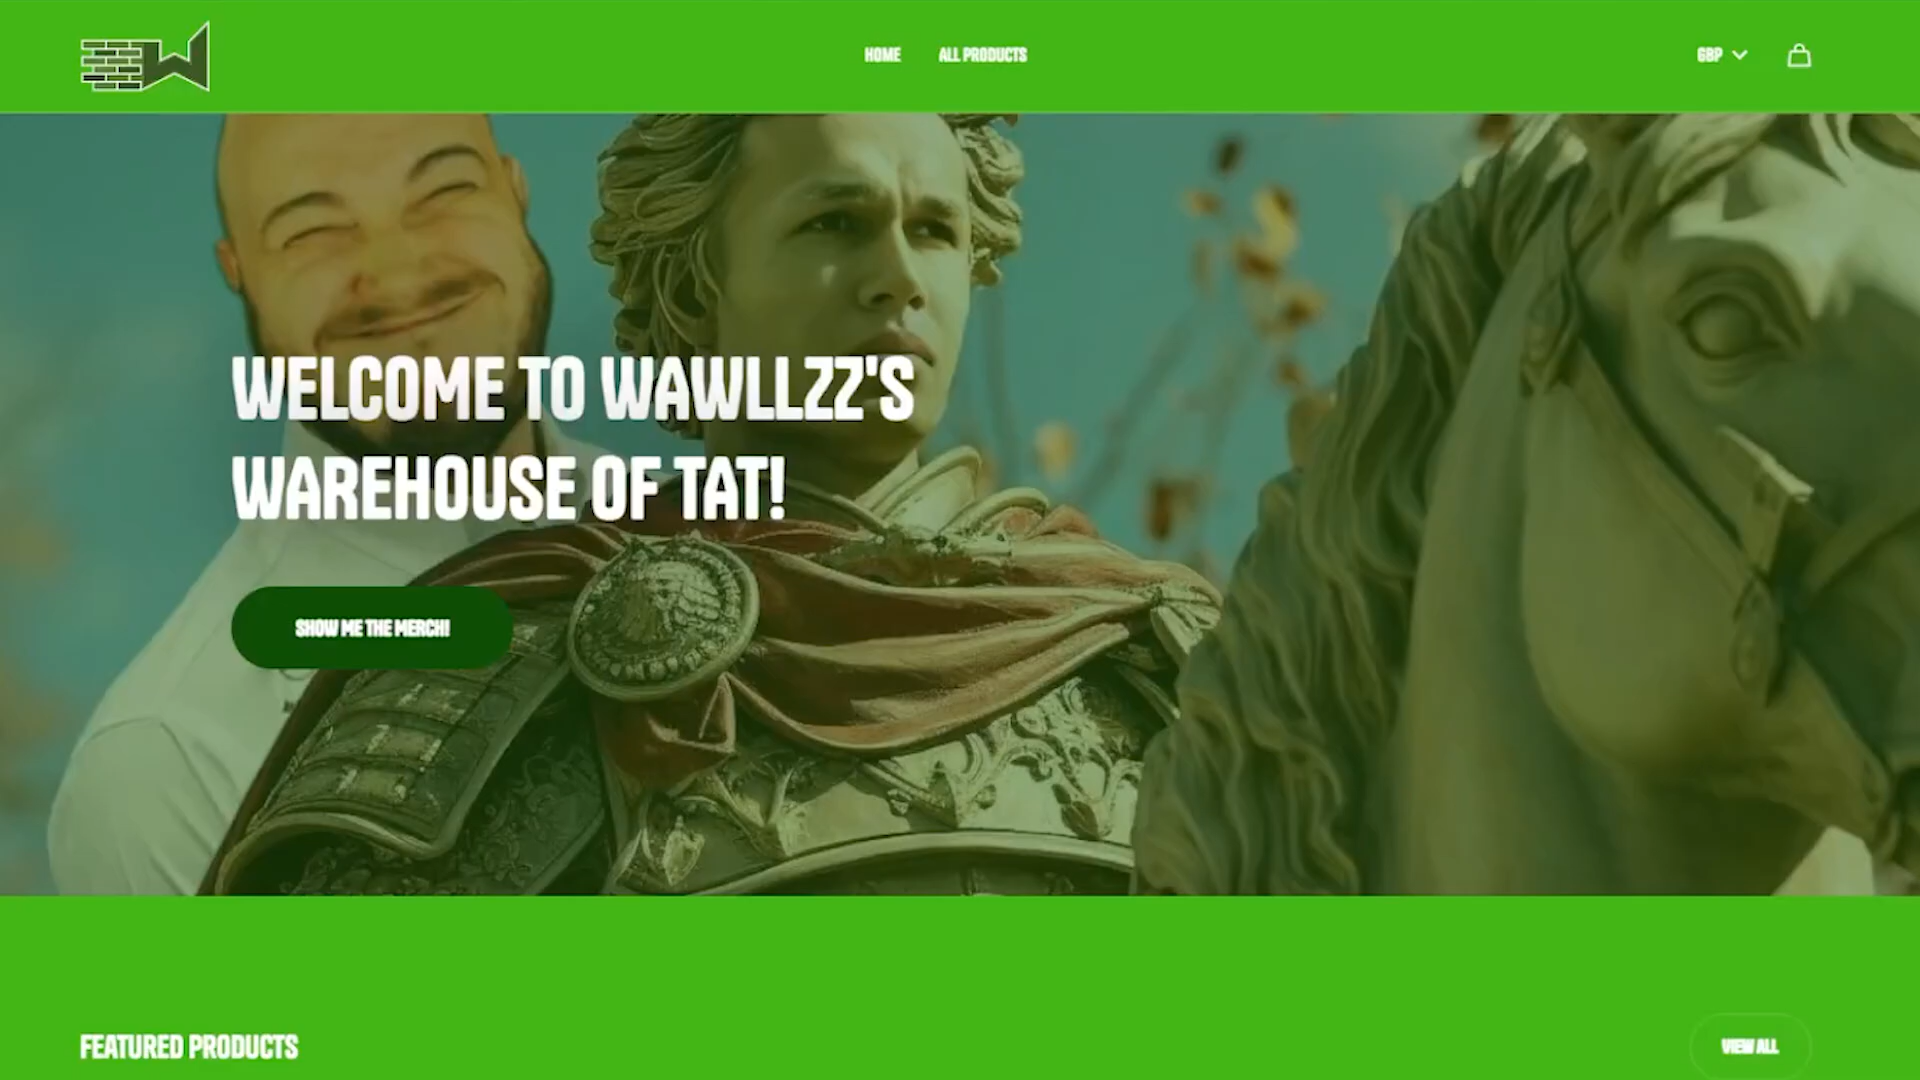 HOME
ALL PRODUCTS
GBP
WELCOME TO WAWLLZZ'S
WAREHOUSE OF TAT!
SHOW ME THE MERCH!
FEATURED PRODUCTS
VIEW ALL